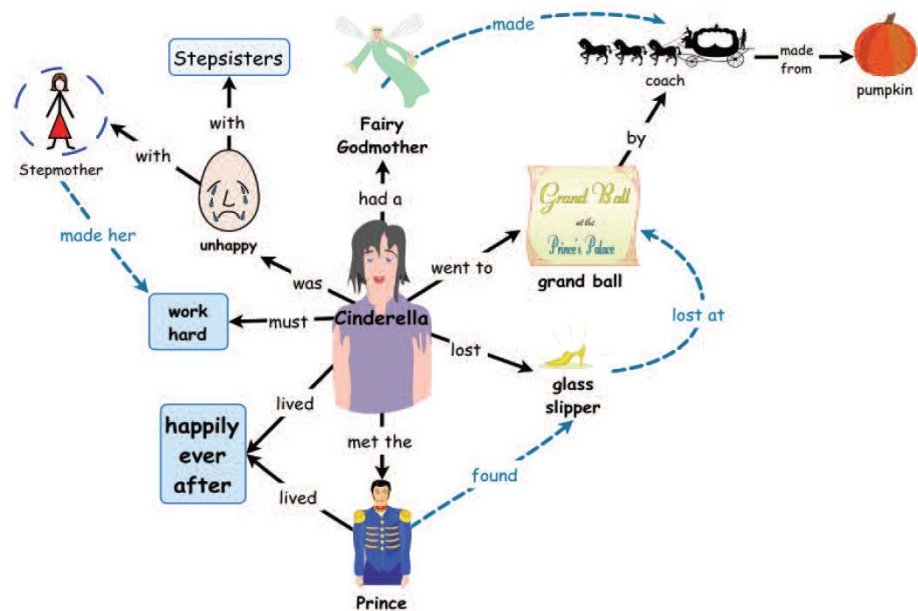 made
Stepsisters
made
from
coach
pumpkin
with
Fairy
Godmother
by
with
Stepmother
had a
Grand Ball
at the
Prince's Palace
made her
unhappy
went to
grand ball
was
work
hard
must
Cinderella
lost at
lost
glass
slipper
lived
happily
ever
after
met the
found
lived
Prince